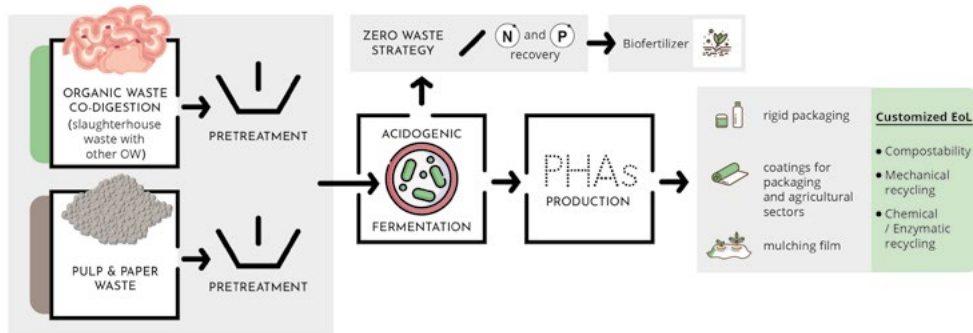 ORGANIC WASTE
CO-DIGESTION
(slaughterhouse
waste with
other OW)
PRETREATMENT
PULP & PAPER
WASTE
PRETREATMENT
ZERO WASTE
STRATEGY
N and P
recovery
Biofertilizer
ACIDOGENIC
FERMENTATION
PHAs
PRODUCTION
rigid packaging
coatings for
packaging
and agricultural
sectors
mulching film
Customized EoL
• Compostability
• Mechanical
recycling
• Chemical
/ Enzymatic
recycling